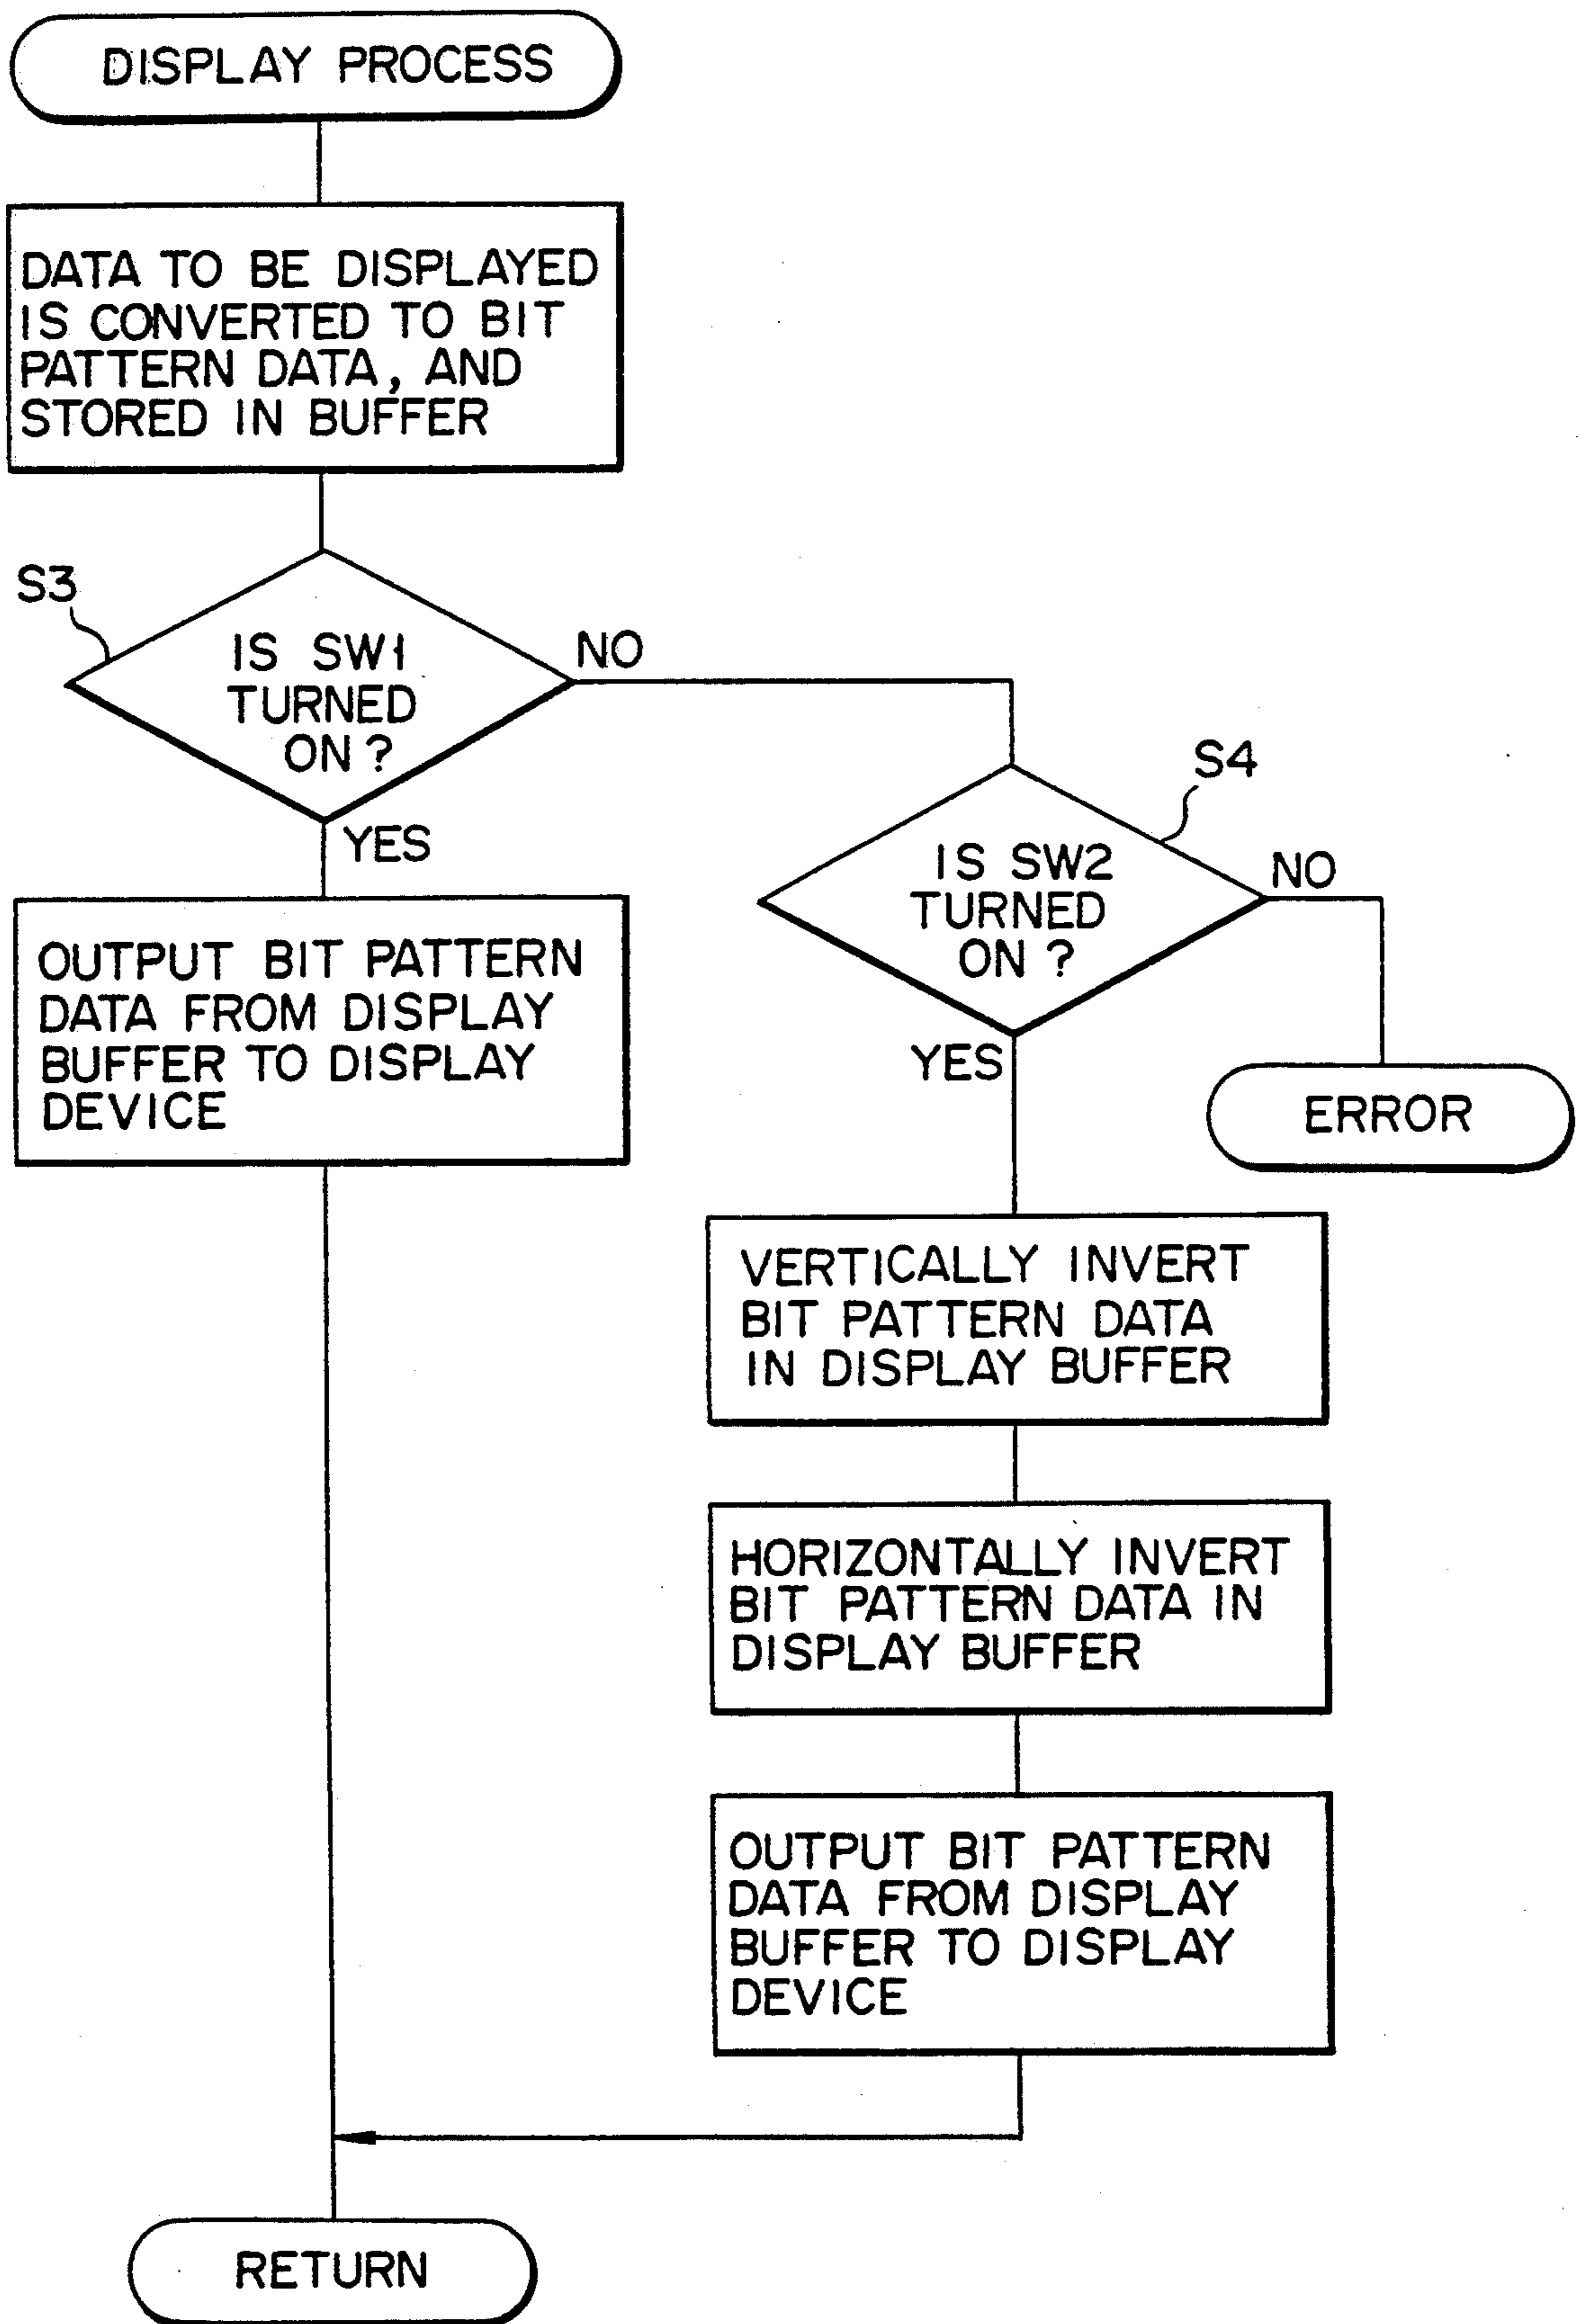 DISPLAY PROCESS
DATA TO BE DISPLAYED
IS CONVERTED TO BIT
PATTERN DATA, AND
STORED IN BUFFER
S3
IS SW1
TURNED
ON?
NO
YES
OUTPUT BIT PATTERN
DATA FROM DISPLAY
BUFFER TO DISPLAY
DEVICE
S4
IS SW2
TURNED
ON?
NO
YES
ERROR
VERTICALLY INVERT
BIT PATTERN DATA
IN DISPLAY BUFFER
HORIZONTALLY INVERT
BIT PATTERN DATA IN
DISPLAY BUFFER
OUTPUT BIT PATTERN
DATA FROM DISPLAY
BUFFER TO DISPLAY
DEVICE
RETURN